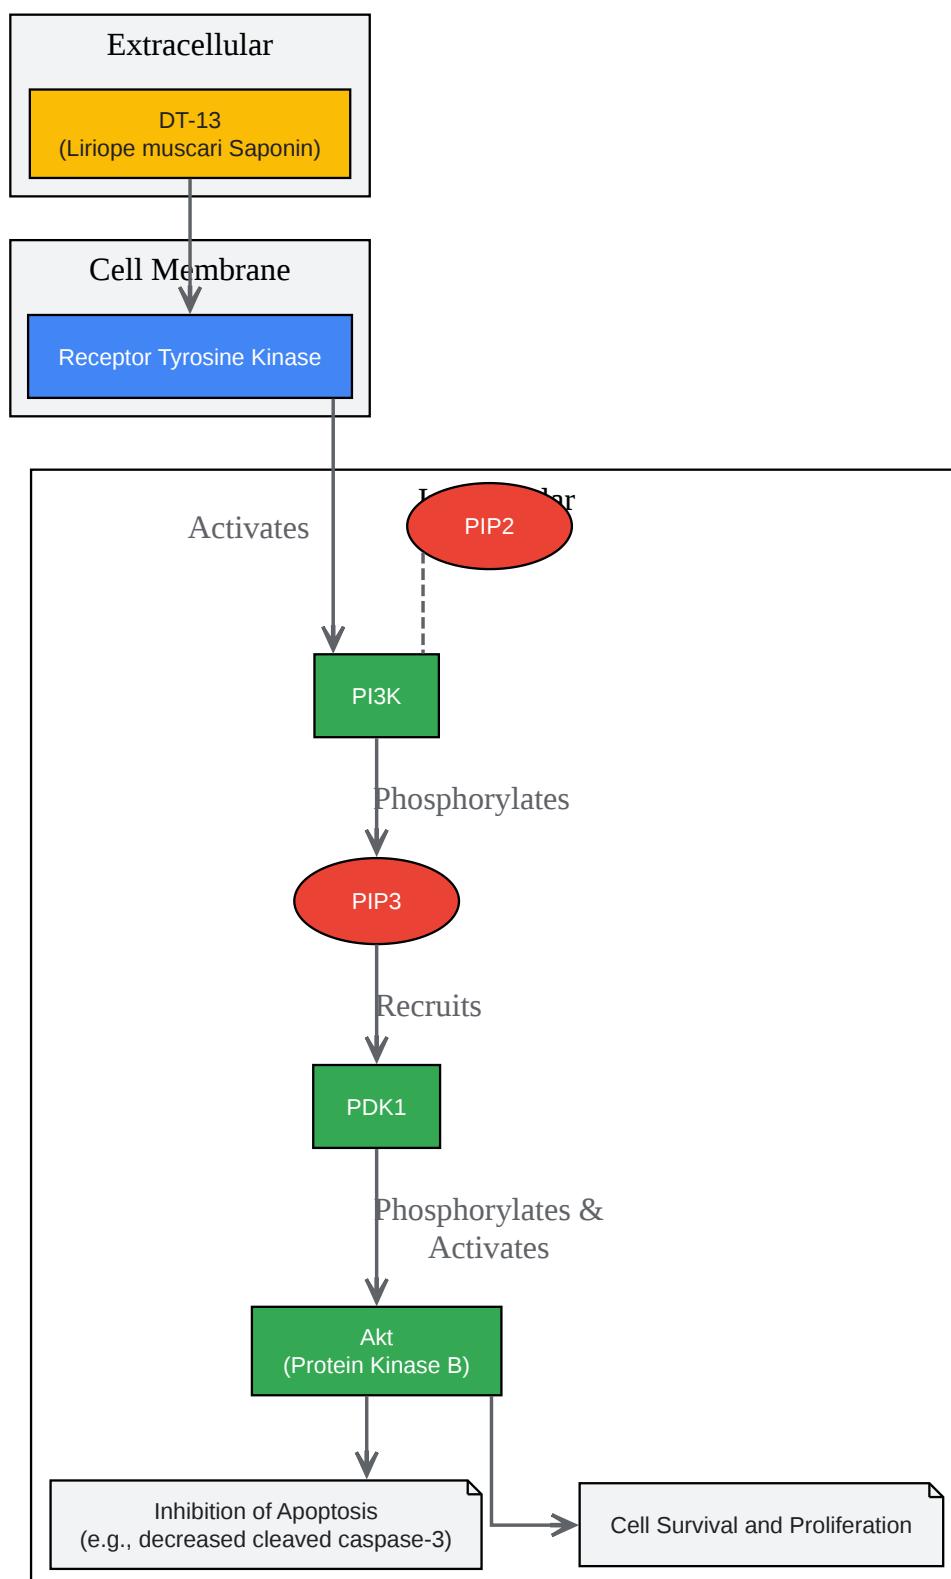 Extracellular
DT-13
(Liriope muscari Saponin)
Cell Membrane
Receptor Tyrosine Kinase
Activates
PIP2
PI3K
Phosphorylates
PIP3
Recruits
PDK1
Phosphorylates &
Activates
Akt
(Protein Kinase B)
Inhibition of Apoptosis
(e.g., decreased cleaved caspase-3)
Cell Survival and Proliferation